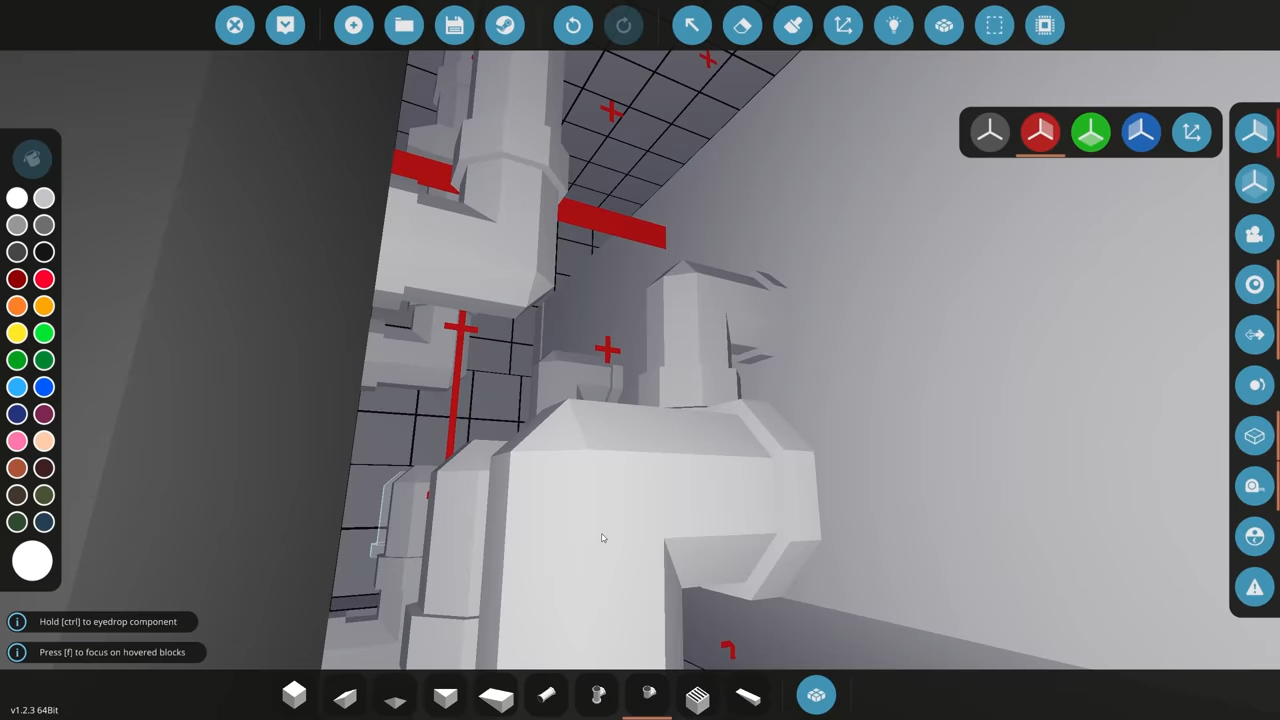 Hold [ctrl] to eyedrop component
Press [f] to focus on hovered blocks
v1.2.3 64Bit